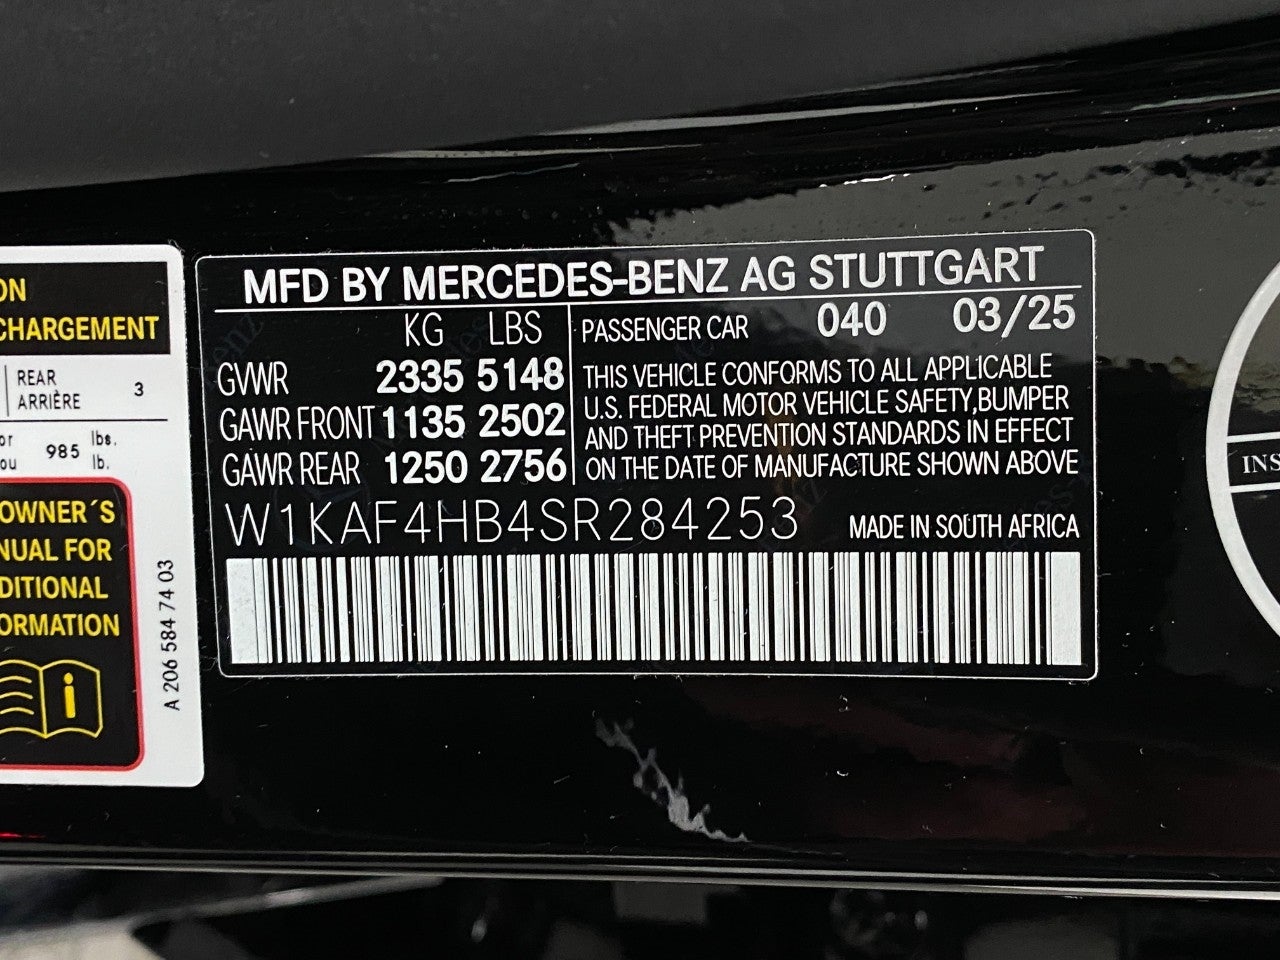 ON
CHARGEMENT
REAR
ARRIÈRE
3
or
ou
985
lbs.
lb.
OWNER´S
NUAL FOR
DITIONAL
ORMATION
i
A 206 584 74 03
MFD BY MERCEDES-BENZ AG STUTTGART
KG LBS
GVWR 2335 5148
GAWR FRONT 1135 2502
GAWR REAR 1250 2756
PASSENGER CAR 040 03/25
THIS VEHICLE CONFORMS TO ALL APPLICABLE
U.S. FEDERAL MOTOR VEHICLE SAFETY,BUMPER
AND THEFT PREVENTION STANDARDS IN EFFECT
ON THE DATE OF MANUFACTURE SHOWN ABOVE
W1KAF4HB4SR284253 MADE IN SOUTH AFRICA
INS